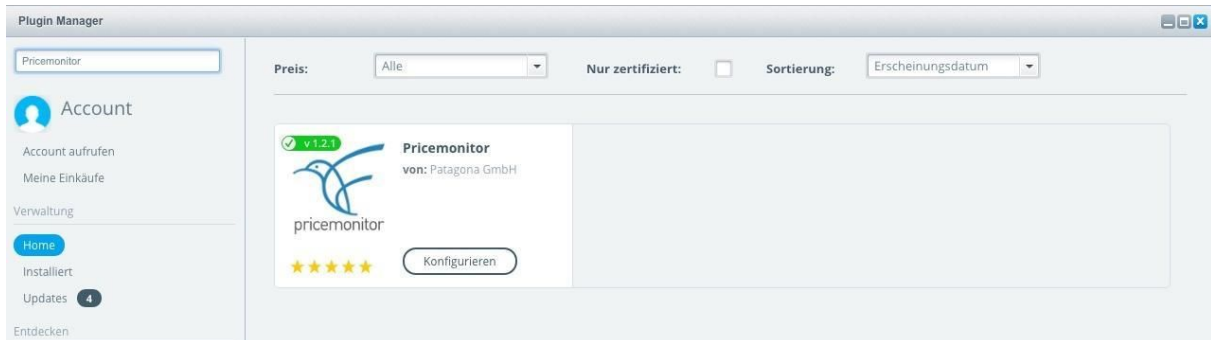 Plugin Manager
Pricemonitor
Account
Account aufrufen
Meine Einkäufe
Verwaltung
Home
Installiert
Updates 4
Entdecken
Preis: Alle Nur zertifiziert: Sortierung: Erscheinungsdatum
v 1.2.1
pricemonitor
Pricemonitor
von: Patagona GmbH
Konfigurieren